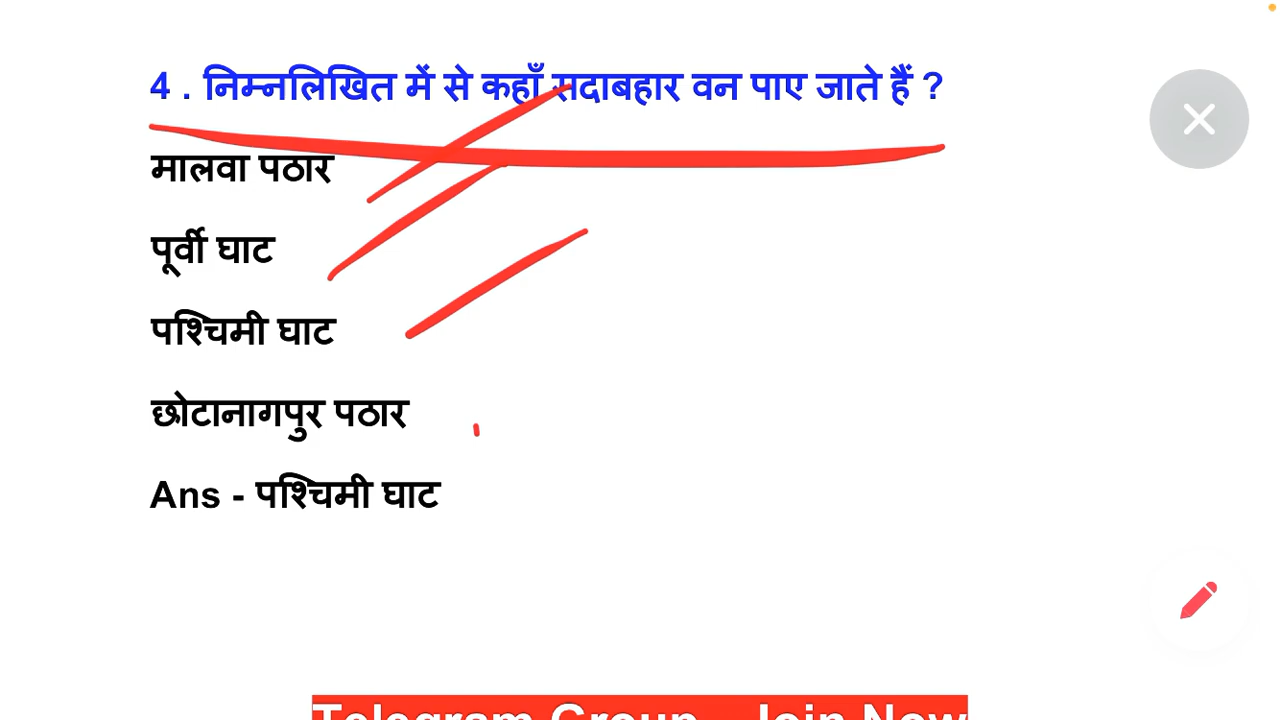 4 . निम्नलिखित में से कहाँ सदाबहार वन पाए जाते हैं ?
मालवा पठार
पूर्वी घाट
पश्चिमी घाट
छोटानागपुर पठार
Ans - पश्चिमी घाट
Telegram Group - Join Now